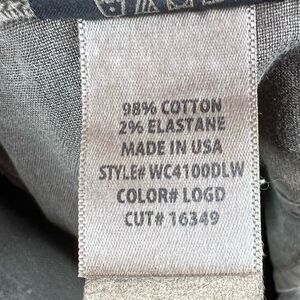 98% COTTON
2% ELASTANE
MADE IN USA
STYLE# WC4100DLW
COLOR# LOGD
CUT# 16349